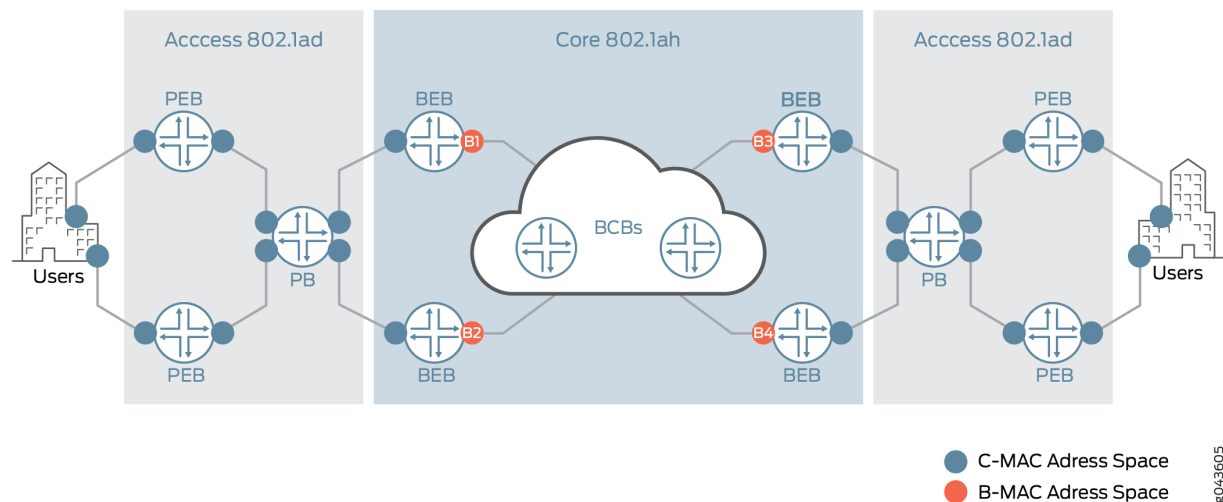 Acccess 802.1ad
Core 802.1ah
Acccess 802.1ad
PEB
BEB
BEB
PEB
B1
B3
BCBs
Users
PB
PB
Users
B2
B4
PEB
BEB
BEB
PEB
C-MAC Adress Space
B-MAC Adress Space
g043605